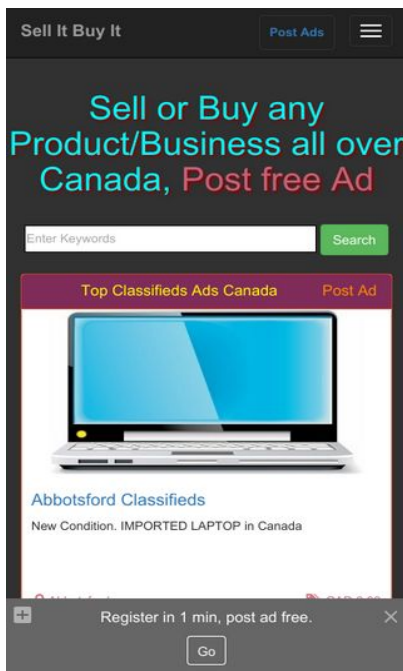 Sell It Buy It
Post Ads
Sell or Buy any
Product/Business all over
Canada, Post free Ad
Enter Keywords
Search
Top Classifieds Ads Canada
Post Ad
Abbotsford Classifieds
New Condition. IMPORTED LAPTOP in Canada
Register in 1 min, post ad free.
Go